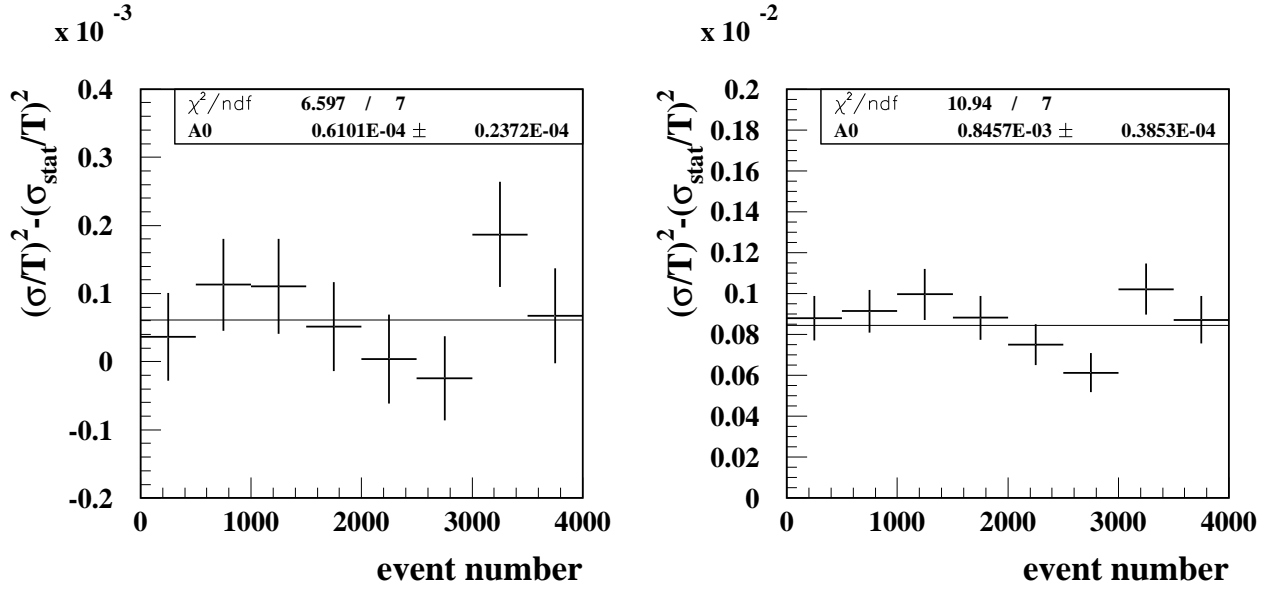 x 10 -3
(σ/T)²-(σstat/T)²
0.4
0.3
0.2
0.1
0
-0.1
-0.2
χ²/ndf 6.597 / 7
A0 0.6101E-04 ± 0.2372E-04
0 1000 2000 3000 4000
event number
x 10 -2
(σ/T)²-(σstat/T)²
0.2
0.18
0.16
0.14
0.12
0.1
0.08
0.06
0.04
0.02
0
χ²/ndf 10.94 / 7
A0 0.8457E-03 ± 0.3853E-04
0 1000 2000 3000 4000
event number